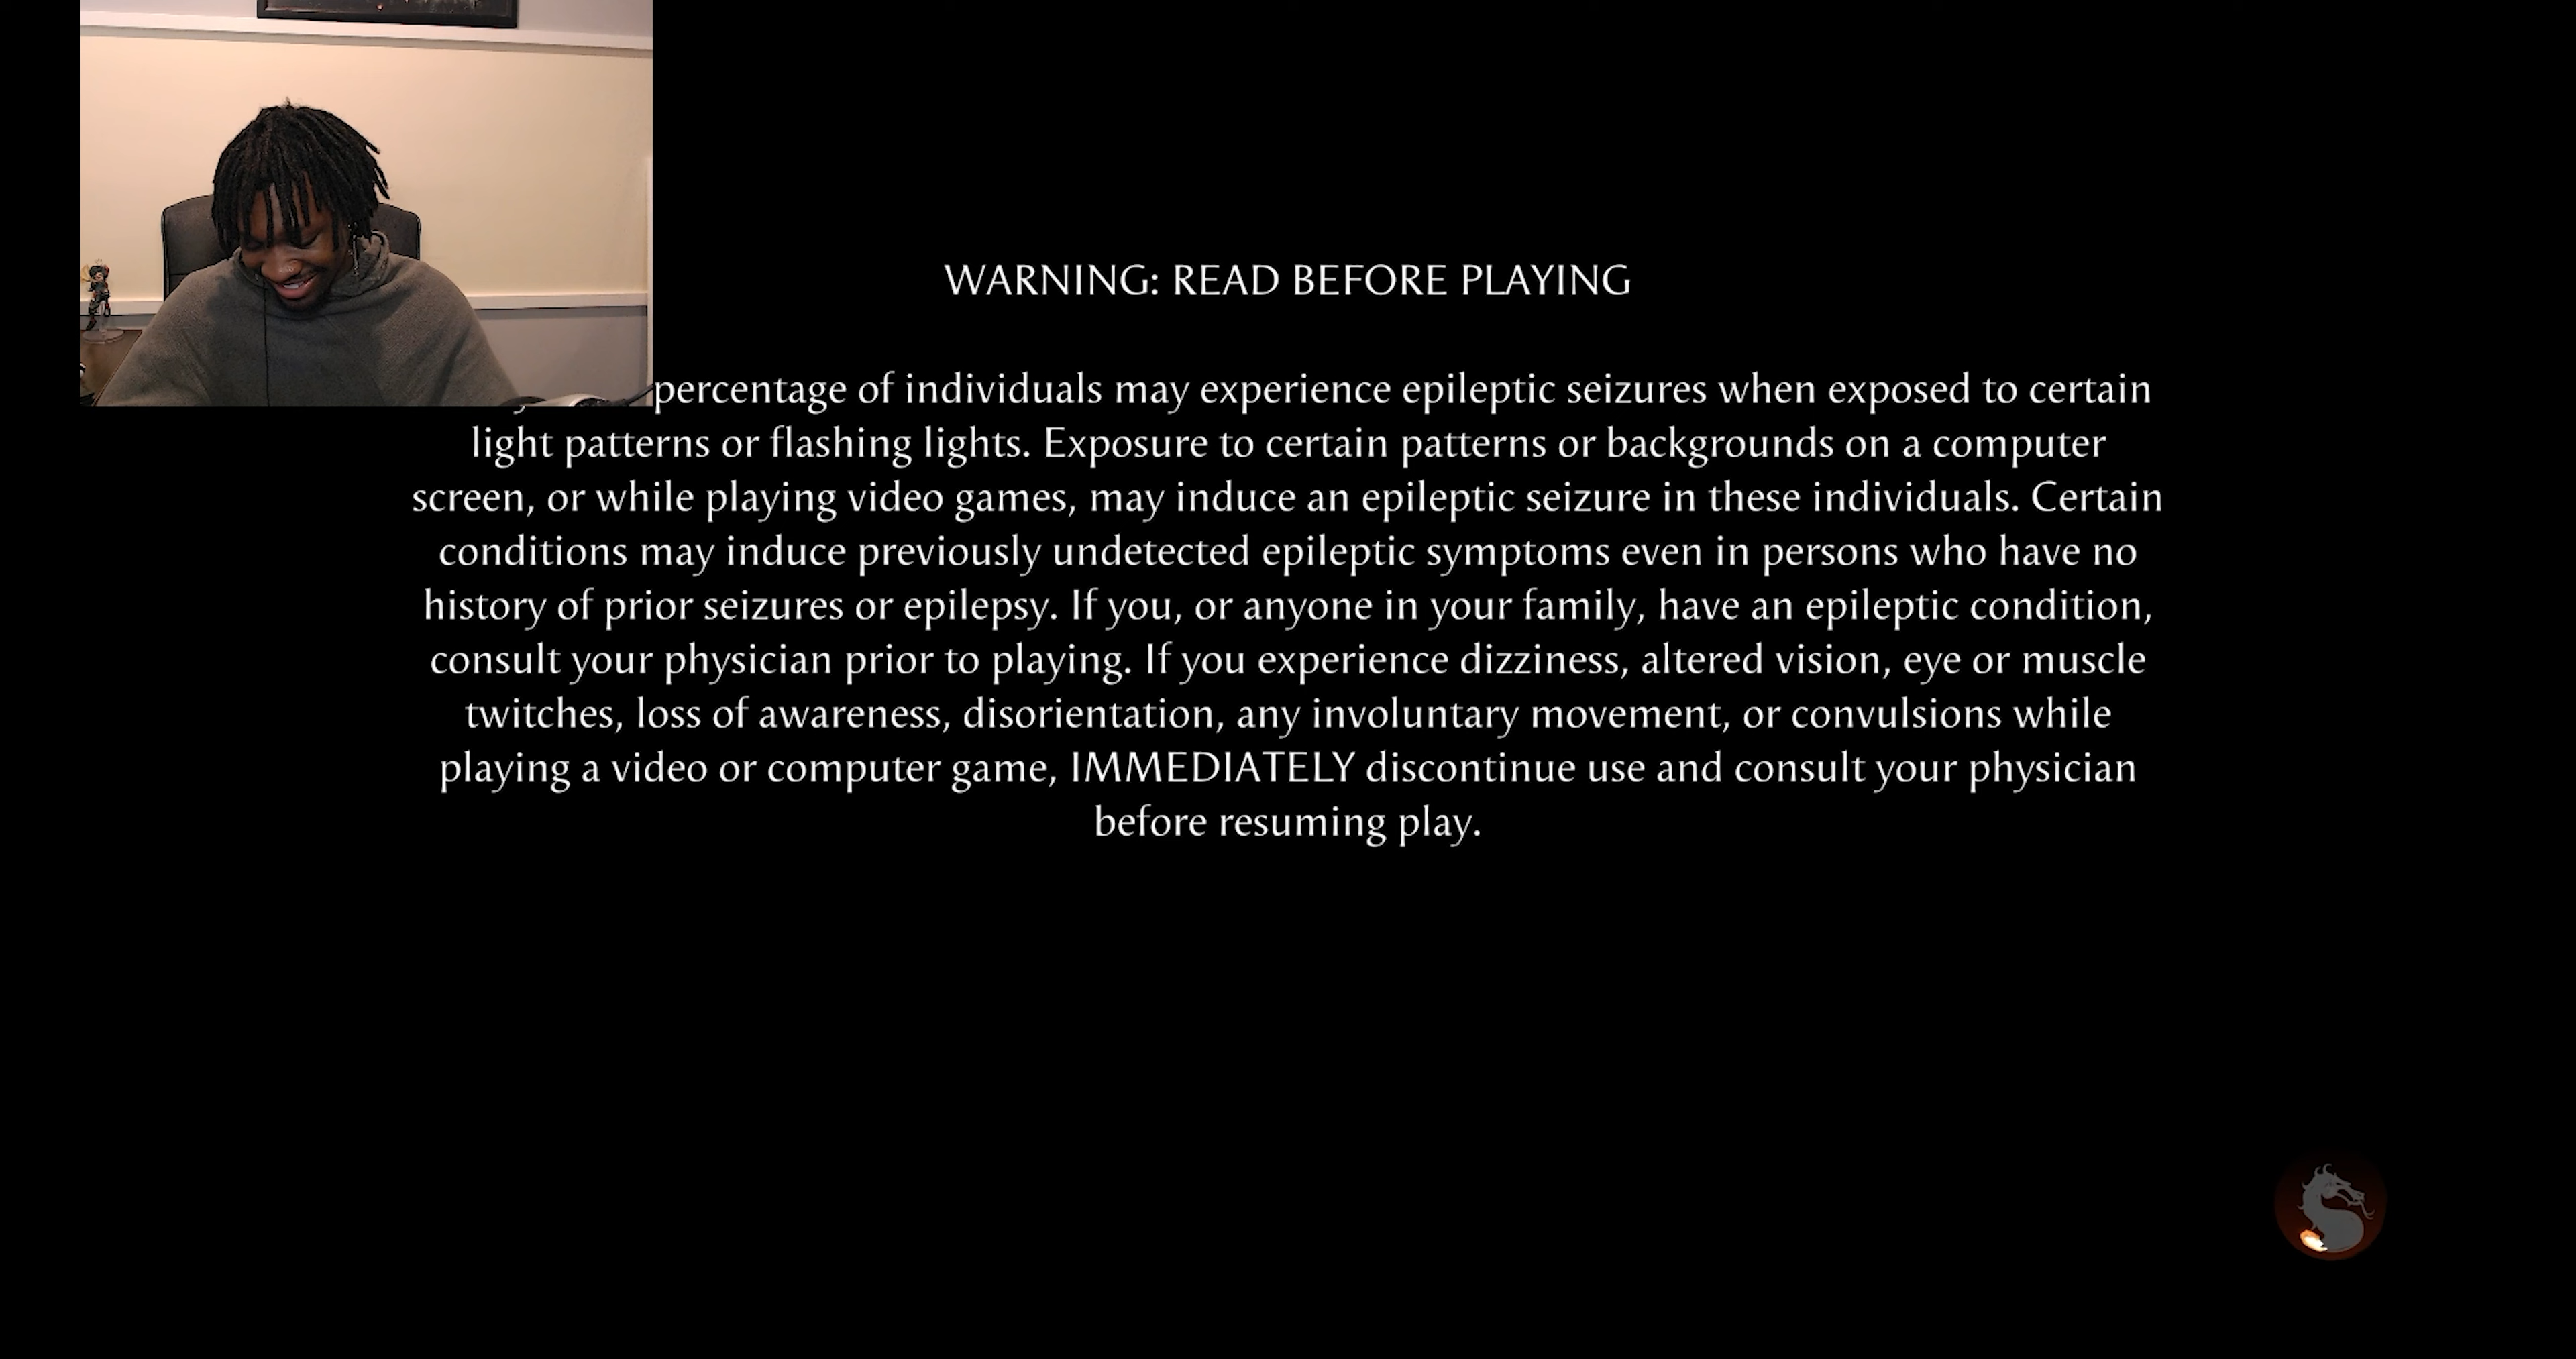 WARNING: READ BEFORE PLAYING
percentage of individuals may experience epileptic seizures when exposed to certain
light patterns or flashing lights. Exposure to certain patterns or backgrounds on a computer
screen, or while playing video games, may induce an epileptic seizure in these individuals. Certain
conditions may induce previously undetected epileptic symptoms even in persons who have no
history of prior seizures or epilepsy. If you, or anyone in your family, have an epileptic condition,
consult your physician prior to playing. If you experience dizziness, altered vision, eye or muscle
twitches, loss of awareness, disorientation, any involuntary movement, or convulsions while
playing a video or computer game, IMMEDIATELY discontinue use and consult your physician
before resuming play.